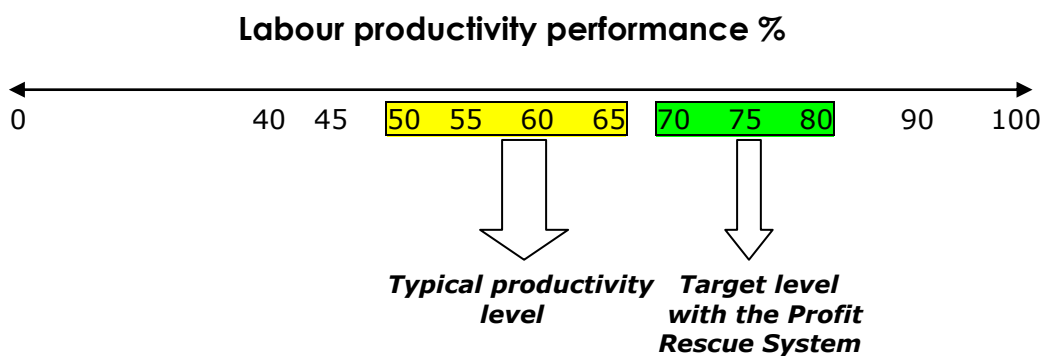 Labour productivity performance %
0 40 45 50 55 60 65 70 75 80 90 100
Typical productivity
level
Target level
with the Profit
Rescue System